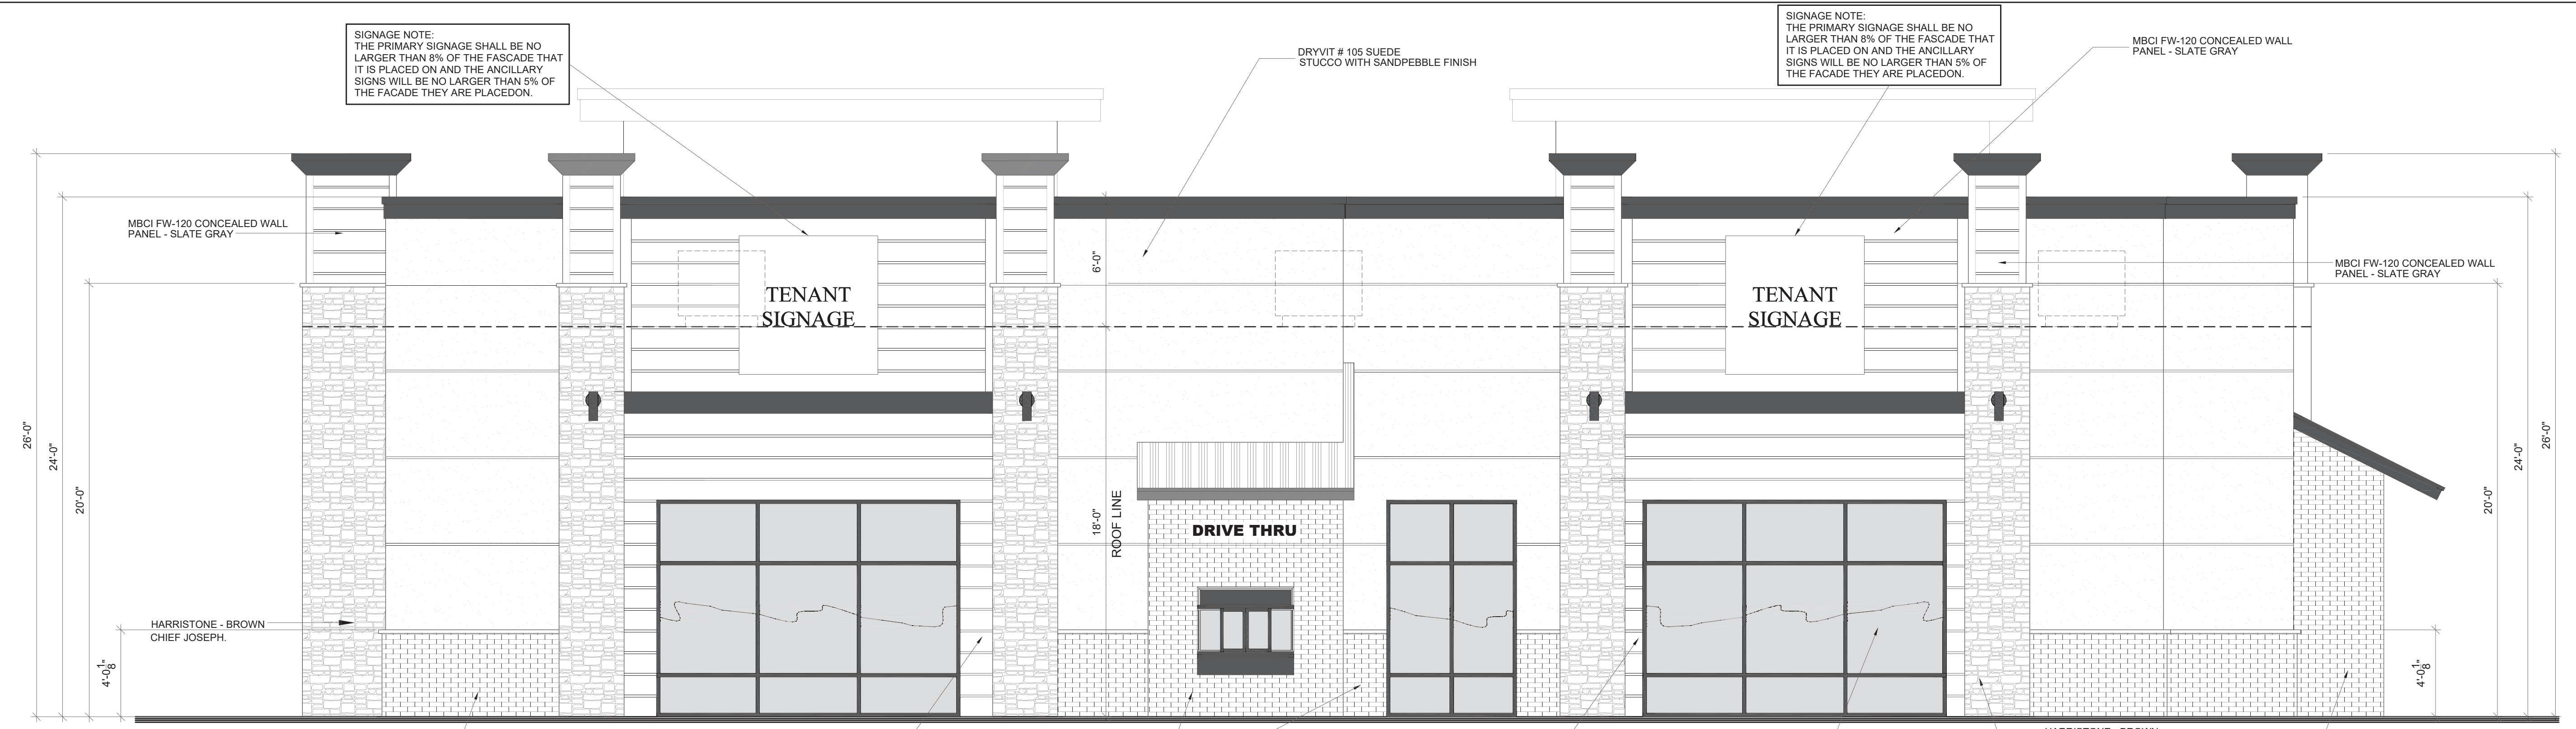 SIGNAGE NOTE:
THE PRIMARY SIGNAGE SHALL BE NO
LARGER THAN 8% OF THE FASCADE THAT
IT IS PLACED ON AND THE ANCILLARY
SIGNS WILL BE NO LARGER THAN 5% OF
THE FACADE THEY ARE PLACEDON.
DRYVIT # 105 SUEDE
STUCCO WITH SANDPEBBLE FINISH
SIGNAGE NOTE:
THE PRIMARY SIGNAGE SHALL BE NO
LARGER THAN 8% OF THE FASCADE THAT
IT IS PLACED ON AND THE ANCILLARY
SIGNS WILL BE NO LARGER THAN 5% OF
THE FACADE THEY ARE PLACEDON.
MBCI FW-120 CONCEALED WALL
PANEL - SLATE GRAY
MBCI FW-120 CONCEALED WALL
PANEL - SLATE GRAY
MBCI FW-120 CONCEALED WALL
PANEL - SLATE GRAY
TENANT
SIGNAGE
TENANT
SIGNAGE
26'-0"
24'-0"
20'-0"
4'-0 1/8"
6'-0"
18'-0"
ROOF LINE
DRIVE THRU
HARRISTONE - BROWN
CHIEF JOSEPH.
4'-0 1/8"
20'-0"
24'-0"
26'-0"
HARRISTONE - BROWN